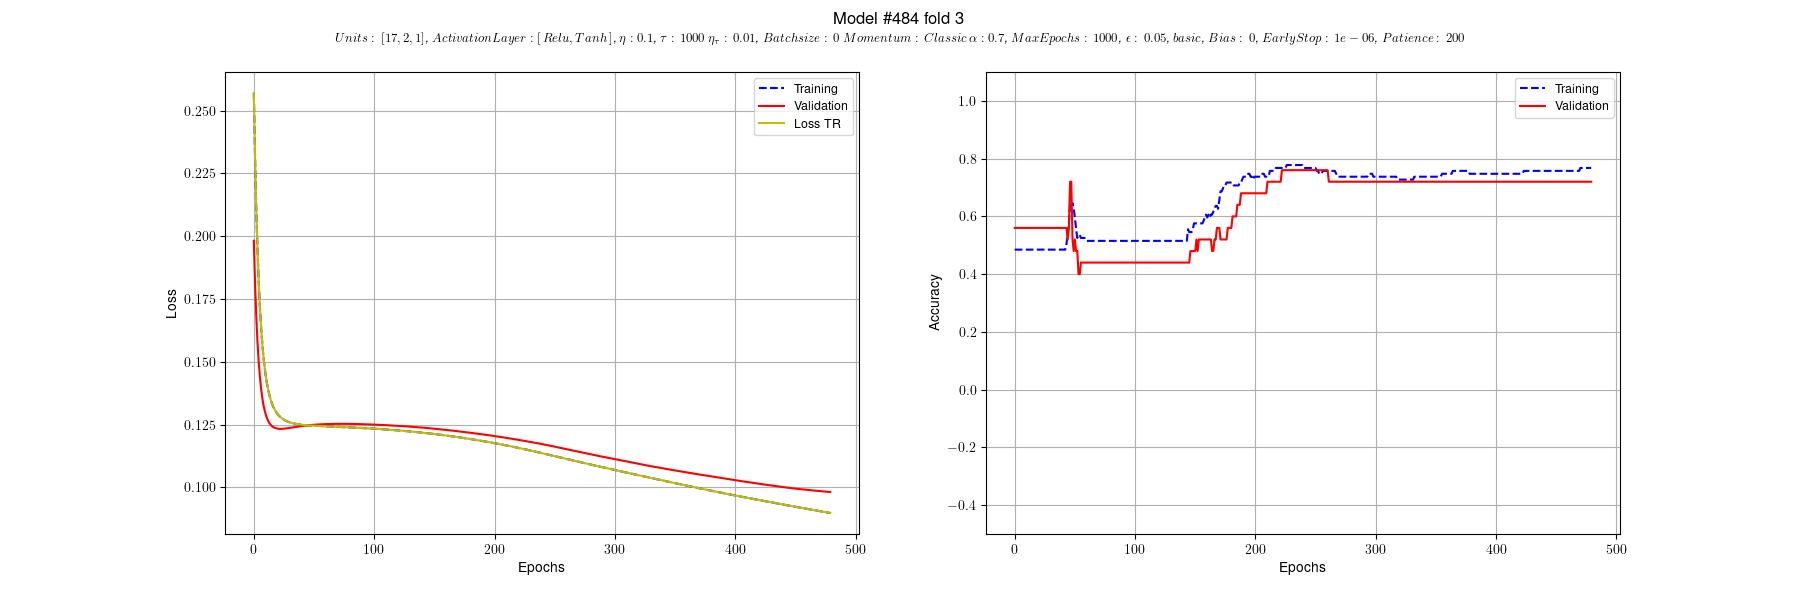 Model #484 fold 3
Units : [17, 2, 1], ActivationLayer : [Relu, Tanh], η : 0.1, τ : 1000 η_τ : 0.01, Batchsize : 0 Momentum : Classic α : 0.7, MaxEpochs : 1000, ϵ : 0.05, basic, Bias : 0, EarlyStop : 1e − 06, Patience : 200
Loss
0.250
0.225
0.200
0.175
0.150
0.125
0.100
0 100 200 300 400 500
Epochs
Training
Validation
Loss TR
Accuracy
1.0
0.8
0.6
0.4
0.2
0.0
−0.2
−0.4
0 100 200 300 400 500
Epochs
Training
Validation